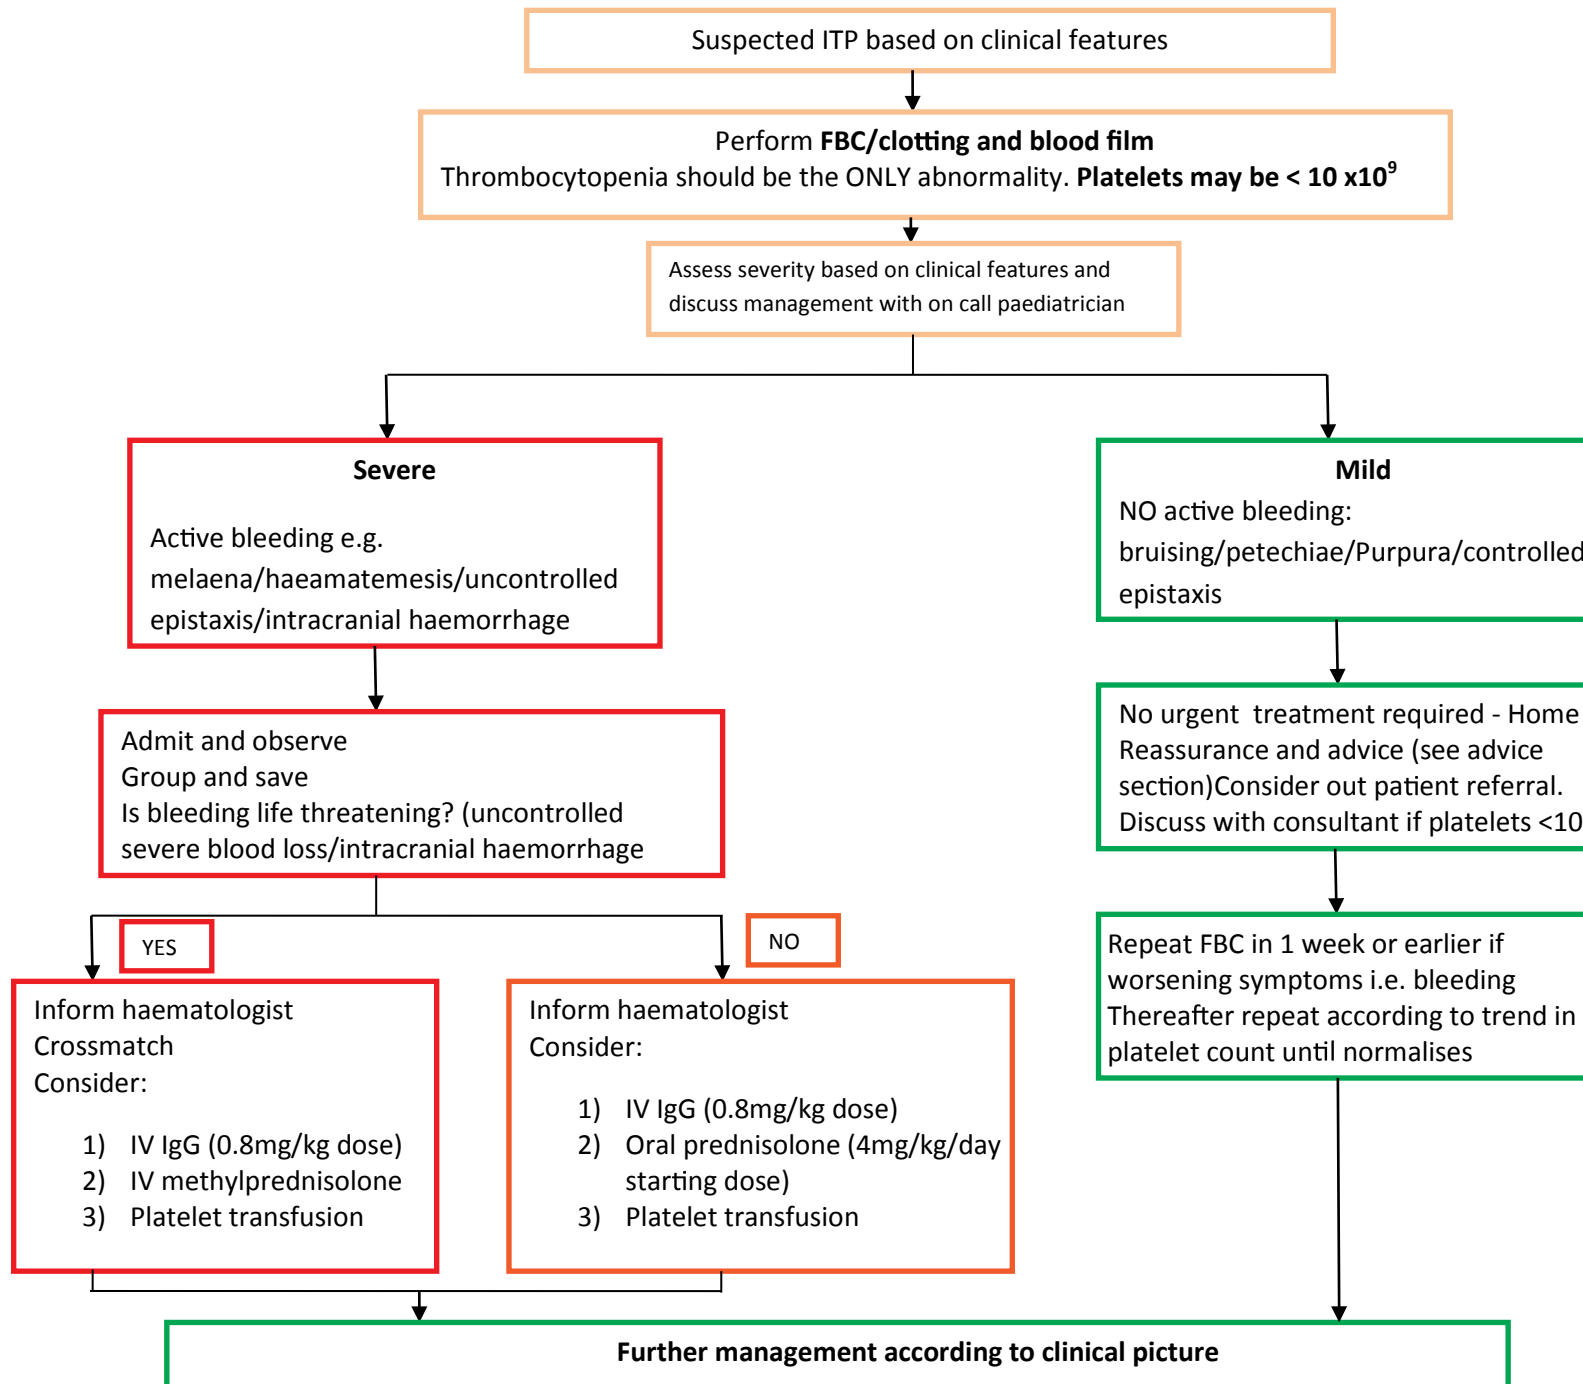 Suspected ITP based on clinical features
Perform FBC/clotting and blood film
Thrombocytopenia should be the ONLY abnormality. Platelets may be < 10 x10⁹
Assess severity based on clinical features and
discuss management with on call paediatrician
Severe
Active bleeding e.g.
melaena/haeamatemesis/uncontrolled
epistaxis/intracranial haemorrhage
Mild
NO active bleeding:
bruising/petechiae/Purpura/controlled
epistaxis
Admit and observe
Group and save
Is bleeding life threatening? (uncontrolled
severe blood loss/intracranial haemorrhage
No urgent treatment required - Home
Reassurance and advice (see advice
section)Consider out patient referral.
Discuss with consultant if platelets <10
YES
NO
Inform haematologist
Crossmatch
Consider:
1) IV IgG (0.8mg/kg dose)
2) IV methylprednisolone
3) Platelet transfusion
Inform haematologist
Consider:
1) IV IgG (0.8mg/kg dose)
2) Oral prednisolone (4mg/kg/day
starting dose)
3) Platelet transfusion
Repeat FBC in 1 week or earlier if
worsening symptoms i.e. bleeding
Thereafter repeat according to trend in
platelet count until normalises
Further management according to clinical picture